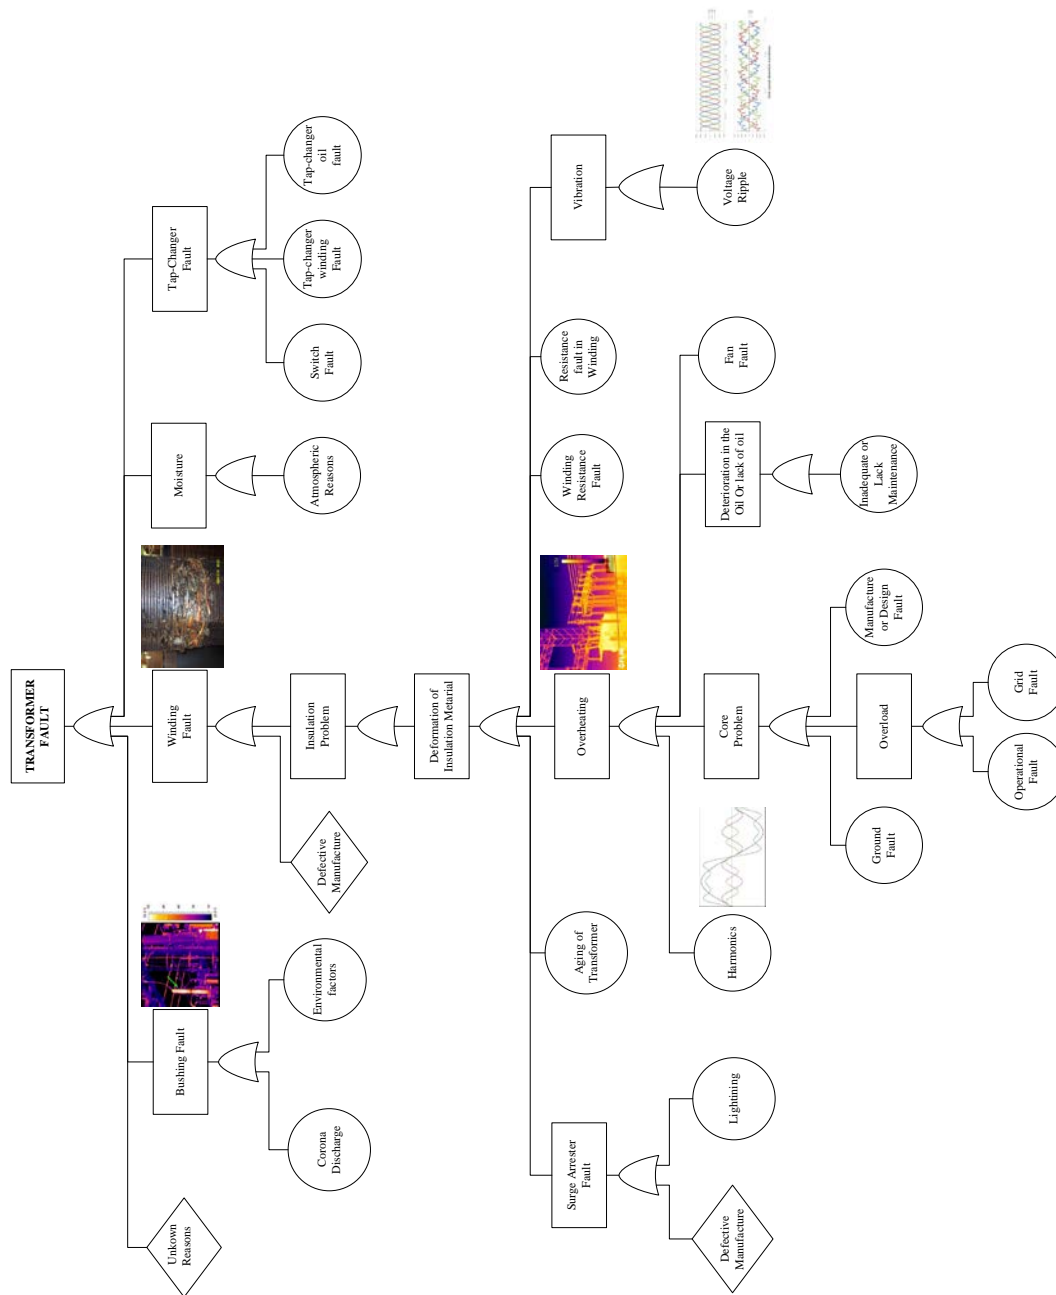 TRANSFORMER
FAULT
Unkown
Reasons
Bushing Fault
Winding
Fault
Moisture
Tap-Changer
Fault
Corona
Discharge
Environmental
factors
Defective
Manufacture
Insulation
Problem
Atmospheric
Reasons
Switch
Fault
Tap-changer
winding
Fault
Tap-changer
oil
fault
Deformation of
Insulation Metarial
Surge Arrester
Fault
Aging of
Transformer
Overheating
Winding
Resistance
Fault
Resistance
fault in
Winding
Vibration
Defective
Manufacture
Lightining
Harmonics
Core
Problem
Deterioration in the
Oil Or lack of oil
Fan
Fault
Voltage
Ripple
Ground
Fault
Overload
Manufacture
or Design
Fault
Inadequate or
Lack
Maintenance
Operational
Fault
Grid
Fault